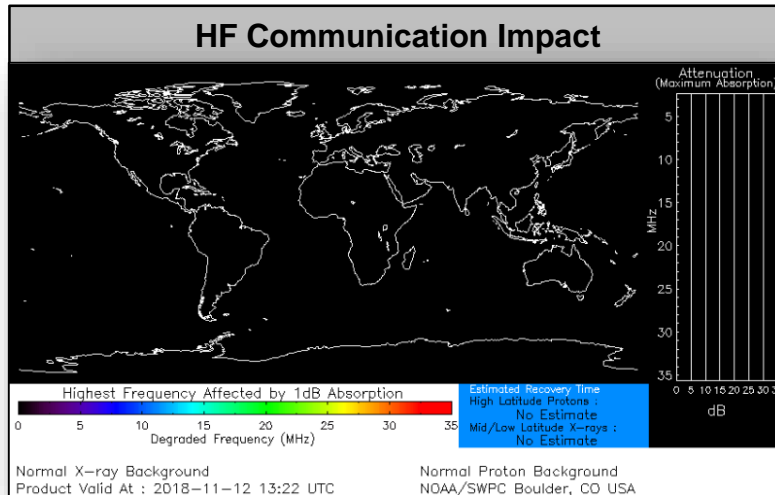 HF Communication Impact
Attenuation
(Maximum Absorption)
5
10
15
20
25
30
35
MHz
0 5 10 15 20 25 30 3
dB
Highest Frequency Affected by 1dB Absorption
0 5 10 15 20 25 30 35
Degraded Frequency (MHz)
Estimated Recovery Time
High Latitude Protons :
No Estimate
Mid/Low Latitude X-rays :
No Estimate
Normal X-ray Background
Product Valid At : 2018-11-12 13:22 UTC
Normal Proton Background
NOAA/SWPC Boulder, CO USA